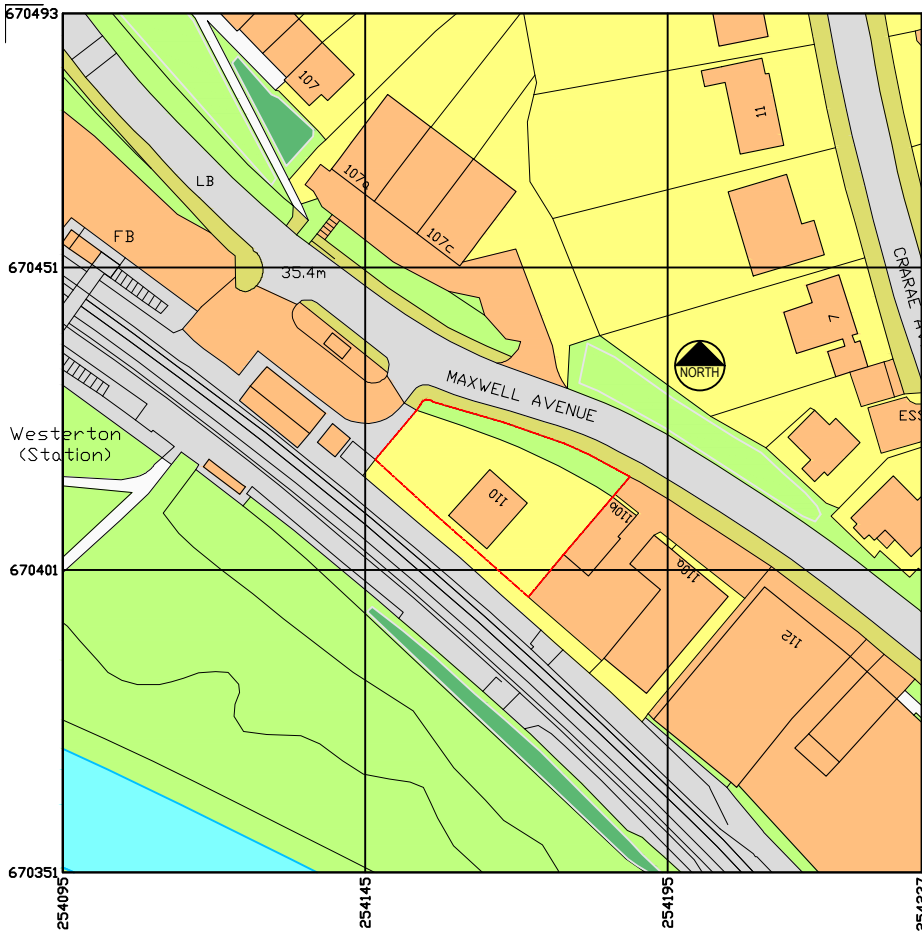 670493
107
11
LB
107a
FB
107c
670451
35.4m
CRARAE A
7
NORTH
MAXWELL AVENUE
ESS
Westerton
(Station)
110
110b
670401
110a
112
670351
254095
254145
254195